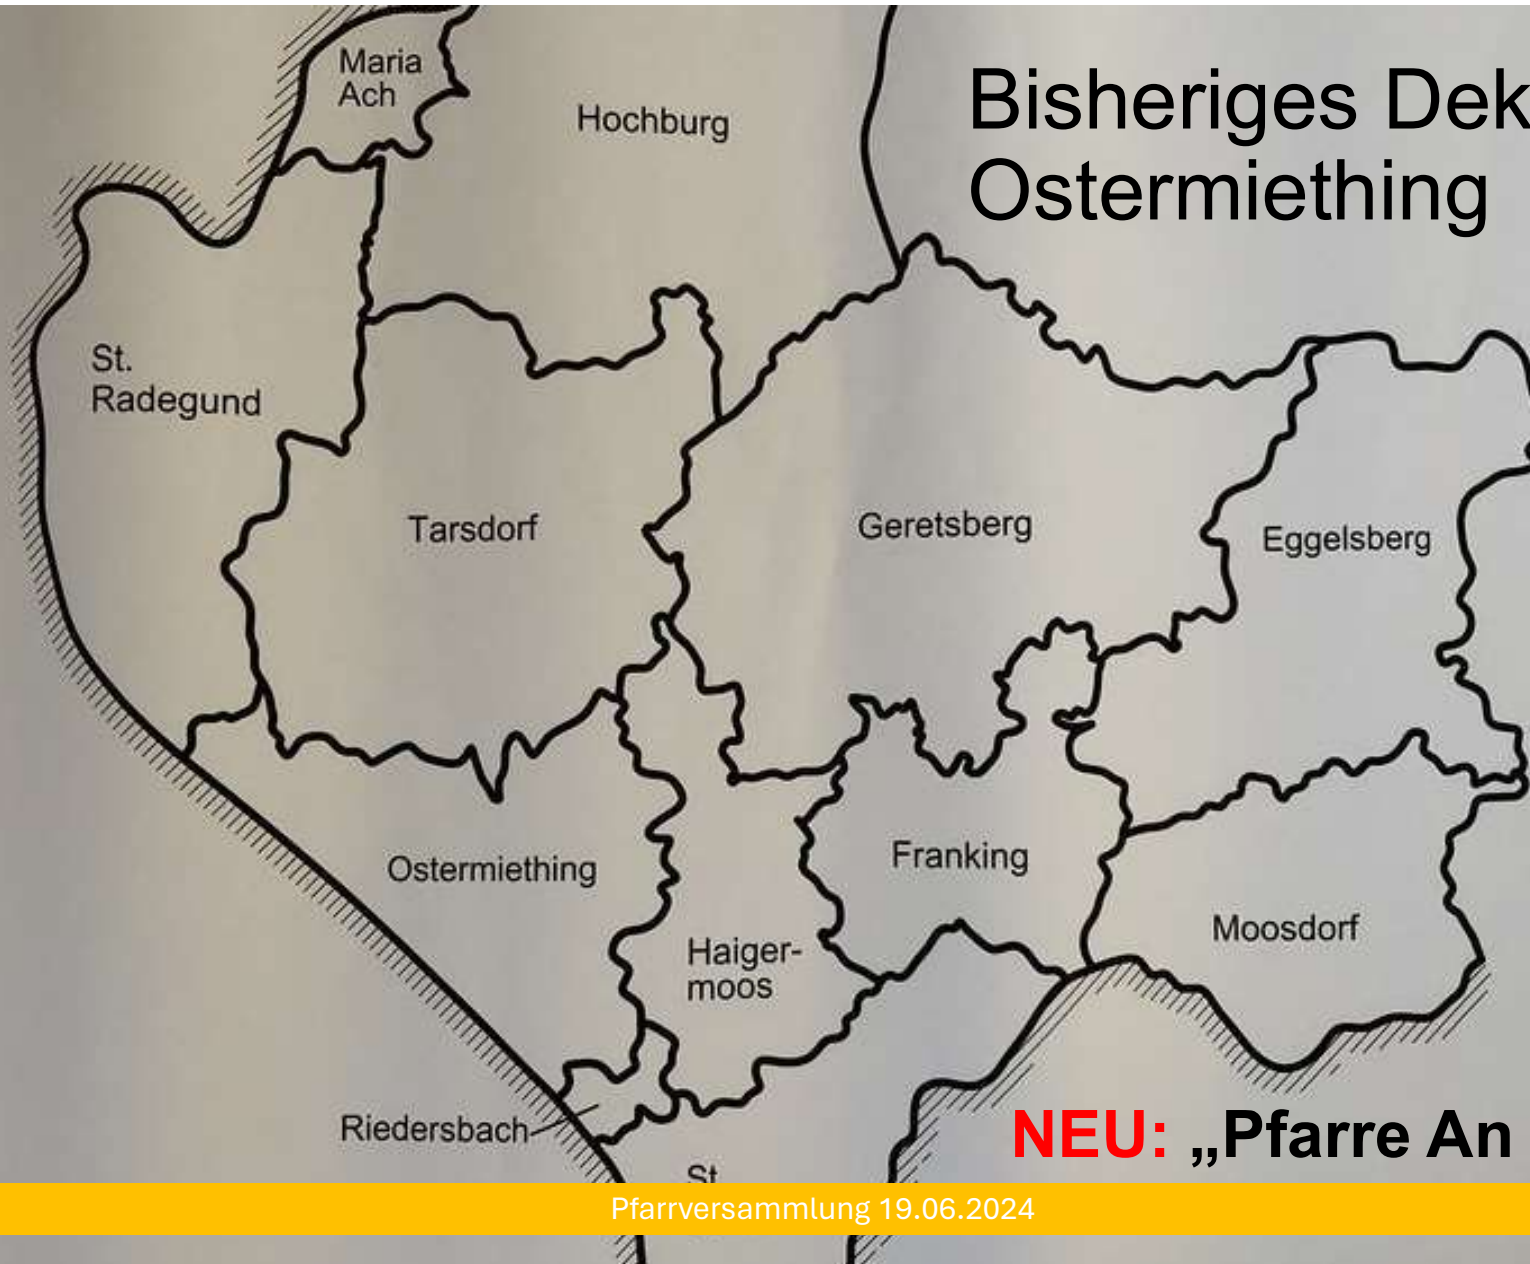 Maria
Ach
Hochburg
Bisheriges Dek
Ostermiething
St.
Radegund
Tarsdorf
Geretsberg
Eggelsberg
Ostermiething
Franking
Haiger-
moos
Moosdorf
Riedersbach
St
NEU: „Pfarre An
Pfarrversammlung 19.06.2024